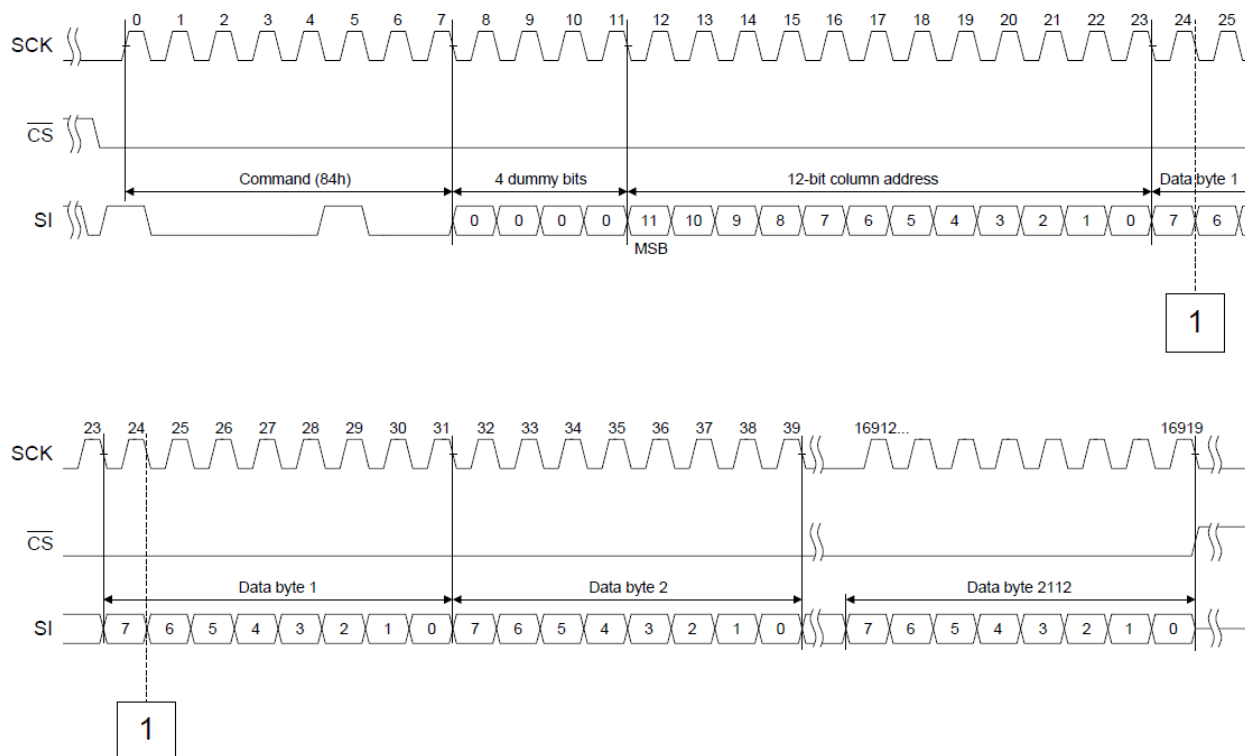 0 1 2 3 4 5 6 7 8 9 10 11 12 13 14 15 16 17 18 19 20 21 22 23 24 25
SCK
CS
Command (84h) 4 dummy bits 12-bit column address Data byte 1
SI 0 0 0 0 11 10 9 8 7 6 5 4 3 2 1 0 7 6
MSB
1
23 24 25 26 27 28 29 30 31 32 33 34 35 36 37 38 39 16912... 16919
SCK
CS
Data byte 1 Data byte 2 Data byte 2112
SI 7 6 5 4 3 2 1 0 7 6 5 4 3 2 1 0 7 6 5 4 3 2 1 0
1